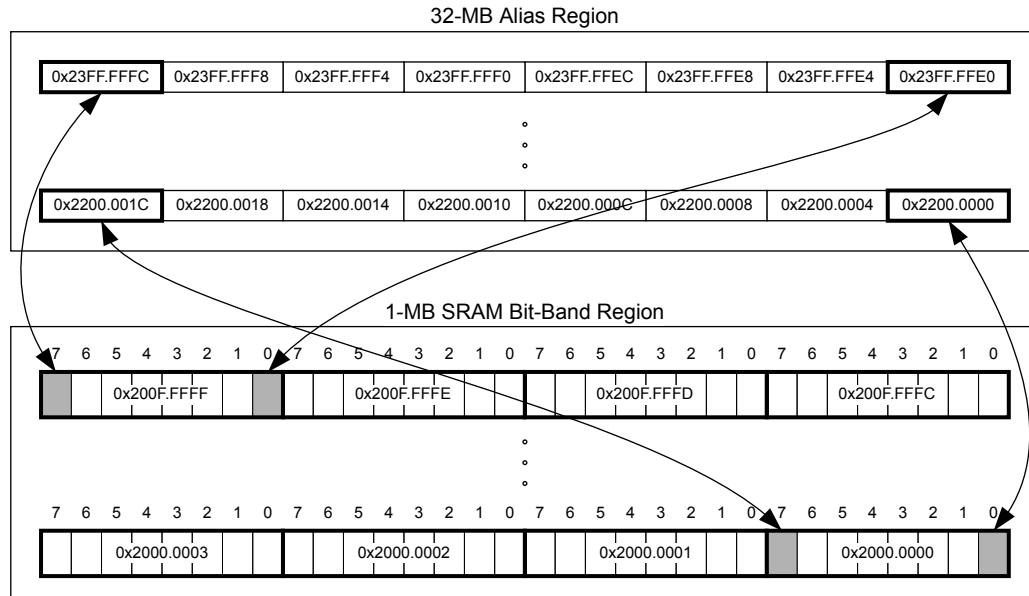 32-MB Alias Region
0x23FF.FFFC 0x23FF.FFF8 0x23FF.FFF4 0x23FF.FFF0 0x23FF.FFEC 0x23FF.FFE8 0x23FF.FFE4 0x23FF.FFE0
0x2200.001C 0x2200.0018 0x2200.0014 0x2200.0010 0x2200.000C 0x2200.0008 0x2200.0004 0x2200.0000
1-MB SRAM Bit-Band Region
7 6 5 4 3 2 1 0 7 6 5 4 3 2 1 0 7 6 5 4 3 2 1 0 7 6 5 4 3 2 1 0
0x200F.FFFF 0x200F.FFFE 0x200F.FFFD 0x200F.FFFC
7 6 5 4 3 2 1 0 7 6 5 4 3 2 1 0 7 6 5 4 3 2 1 0 7 6 5 4 3 2 1 0
0x2000.0003 0x2000.0002 0x2000.0001 0x2000.0000